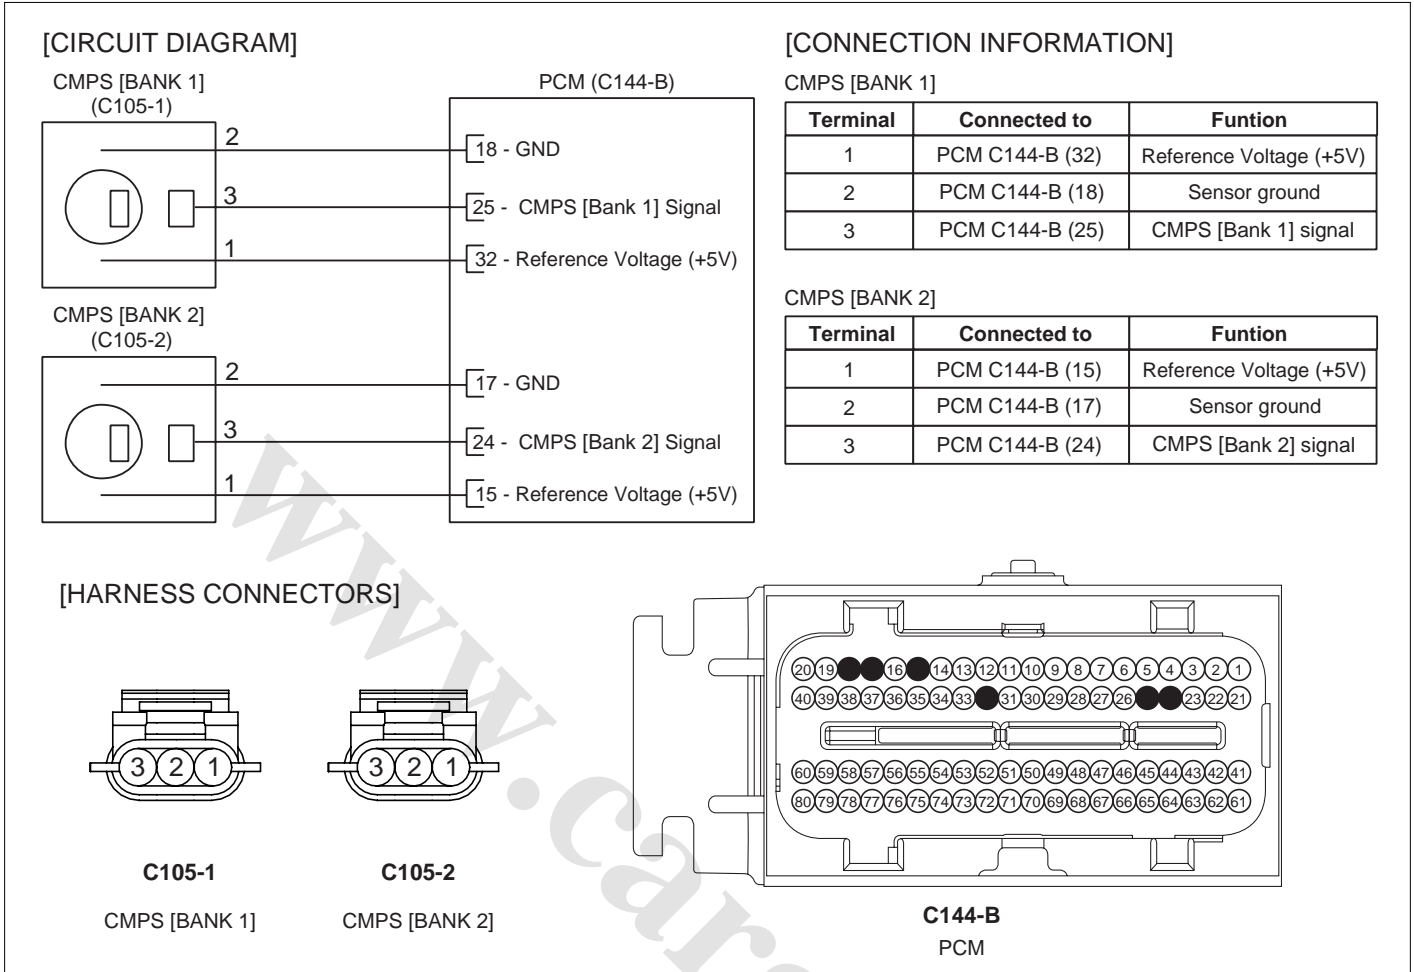 [CIRCUIT DIAGRAM]
CMPS [BANK 1]
(C105-1)
PCM (C144-B)
2
18 - GND
3
25 - CMPS [Bank 1] Signal
1
32 - Reference Voltage (+5V)
CMPS [BANK 2]
(C105-2)
2
17 - GND
3
24 - CMPS [Bank 2] Signal
1
15 - Reference Voltage (+5V)
[CONNECTION INFORMATION]
CMPS [BANK 1]
Terminal Connected to Funtion
1 PCM C144-B (32) Reference Voltage (+5V)
2 PCM C144-B (18) Sensor ground
3 PCM C144-B (25) CMPS [Bank 1] signal
CMPS [BANK 2]
Terminal Connected to Funtion
1 PCM C144-B (15) Reference Voltage (+5V)
2 PCM C144-B (17) Sensor ground
3 PCM C144-B (24) CMPS [Bank 2] signal
[HARNESS CONNECTORS]
3 2 1
C105-1
CMPS [BANK 1]
3 2 1
C105-2
CMPS [BANK 2]
20 19 16 14 13 12 11 10 9 8 7 6 5 4 3 2 1
40 39 38 37 36 35 34 33 31 30 29 28 27 26 23 22 21
60 59 58 57 56 55 54 53 52 51 50 49 48 47 46 45 44 43 42 41
80 79 78 77 76 75 74 73 72 71 70 69 68 67 66 65 64 63 62 61
C144-B
PCM